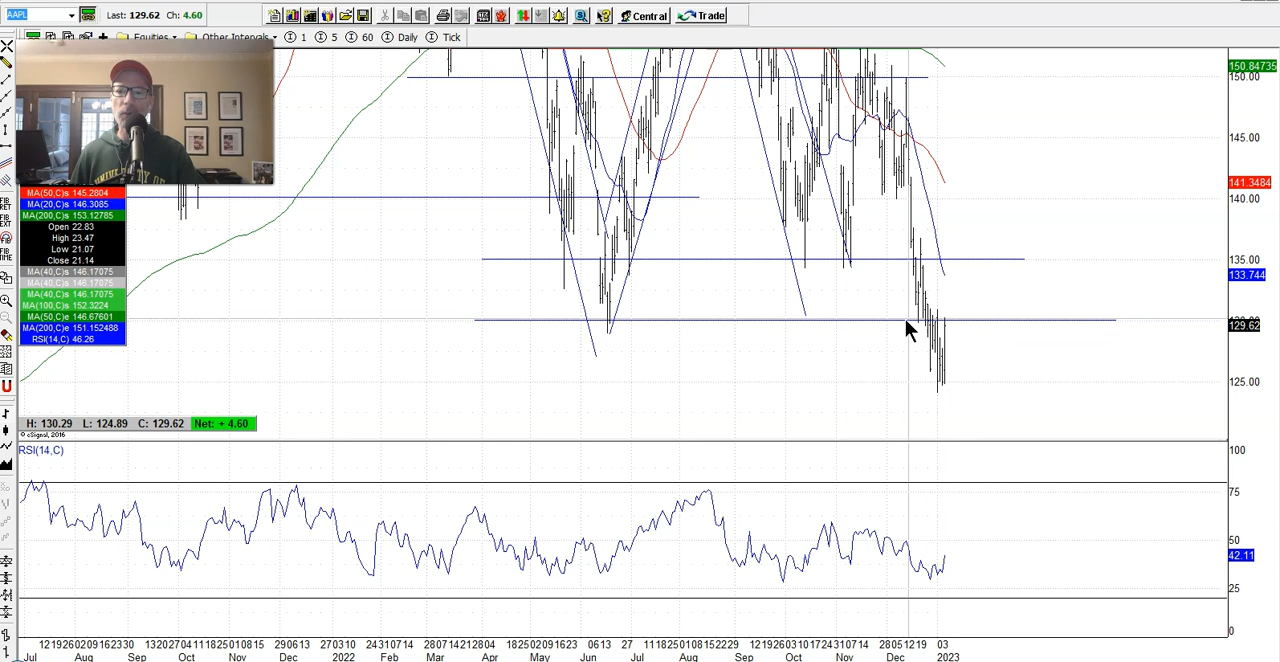 AAPL Last: 129.62 Ch: 4.60 Central Trade
Equities Other Intervals 1 5 60 Daily Tick
MA(50,C)s 145.2804
MA(20,C)s 146.3085
MA(200,C)s 153.12785
Open 22.83
High 23.47
Low 21.07
Close 21.14
MA(40,C)s 146.17075
MA(40,C)s 146.17075
MA(40,C)s 146.17075
MA(100,C)s 152.3224
MA(50,C)e 146.67601
MA(200,C)e 151.152488
RSI(14,C) 46.26
H: 130.29 L: 124.89 C: 129.62 Net: + 4.60
© eSignal, 2016
150.84735
150.00
145.00
141.3484
140.00
135.00
133.744
129.62
125.00
RSI(14,C)
100
75
50
42.11
25
0
Jul Aug Sep Oct Nov Dec 2022 Feb Mar Apr May Jun Jul Aug Sep Oct Nov Dec 2023